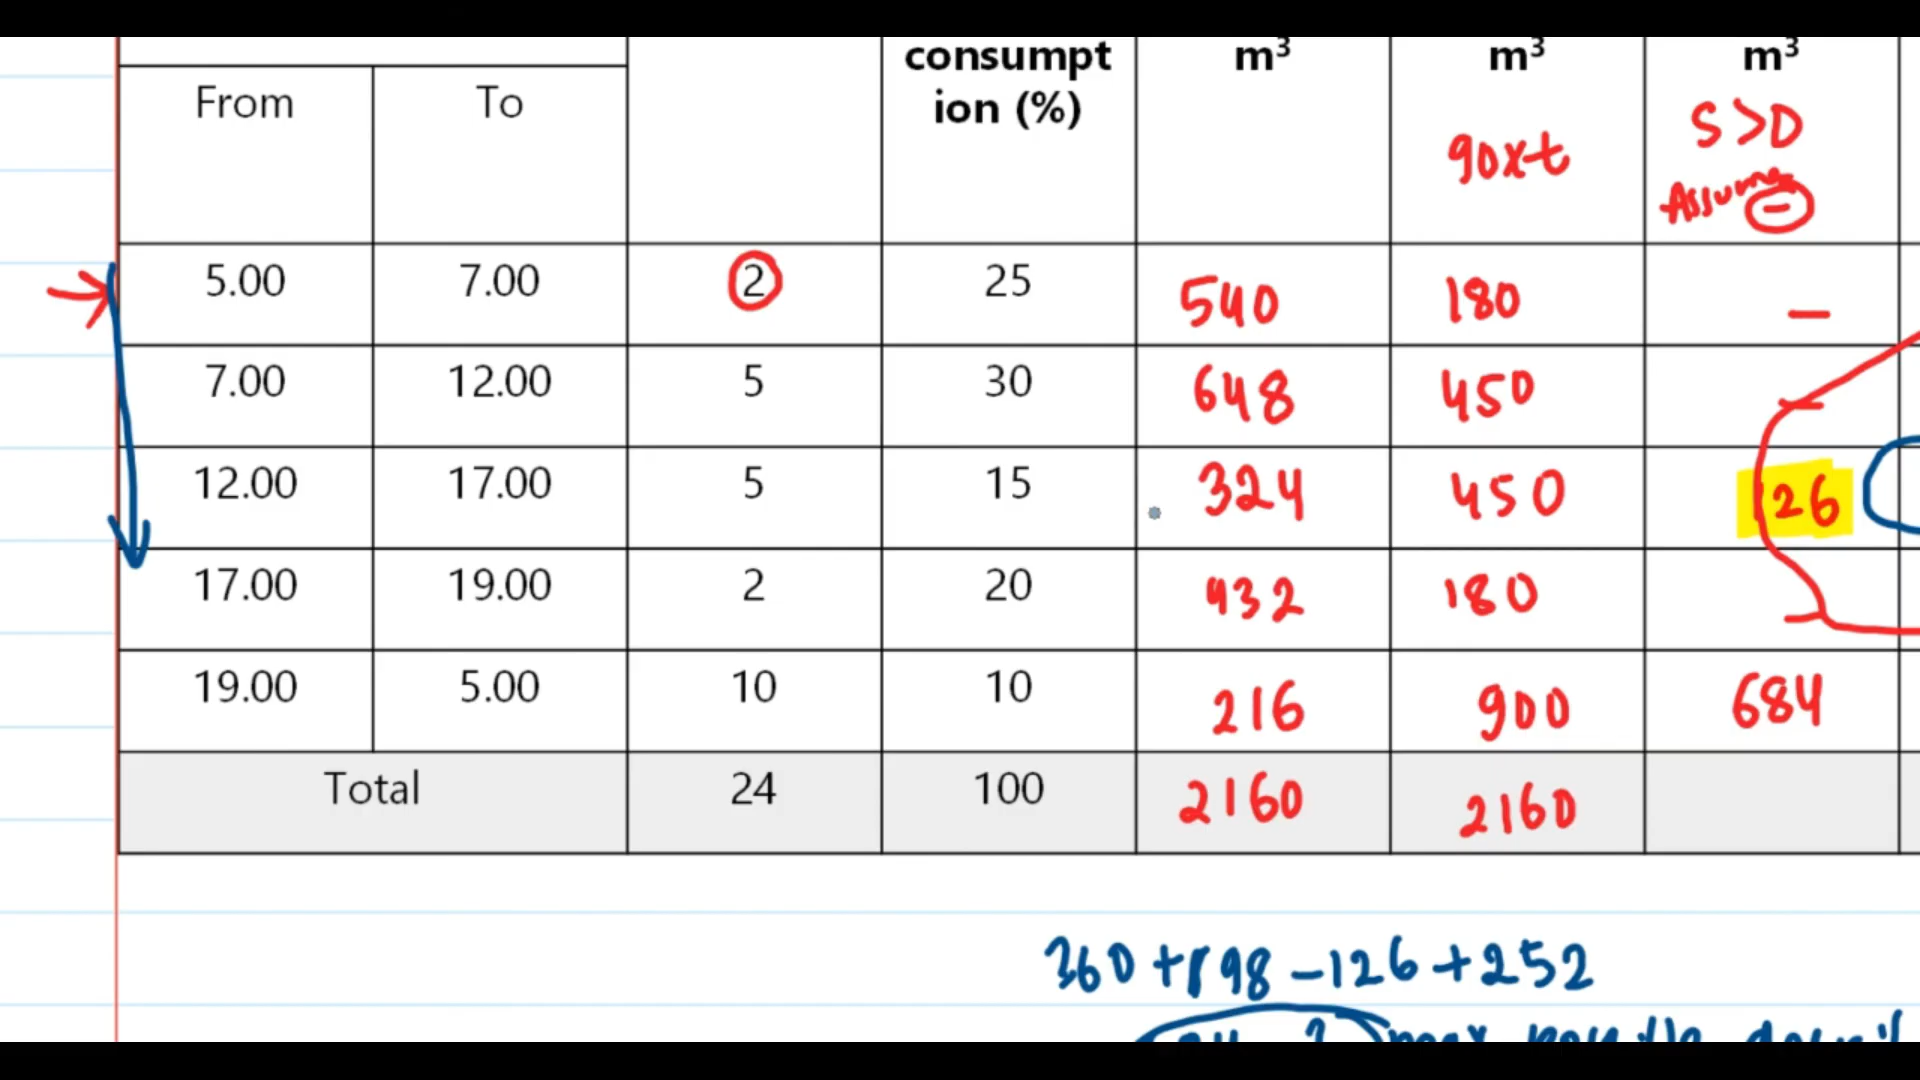 consumption (%) m³ m³ m³
From To
90xt S>D
Assume -
5.00 7.00 2 25 540 180 -
7.00 12.00 5 30 648 450 -
12.00 17.00 5 15 324 450 126
17.00 19.00 2 20 432 180 -
19.00 5.00 10 10 216 900 684
Total 24 100 2160 2160
360+198-126+252